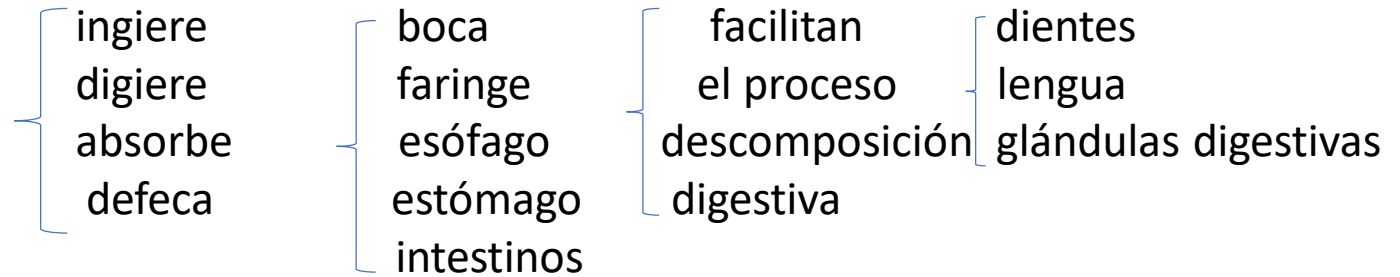 ingiere
digiere
absorbe
defeca
boca
faringe
esófago
estómago
intestinos
facilitan
el proceso
descomposición
digestiva
dientes
lengua
glándulas digestivas